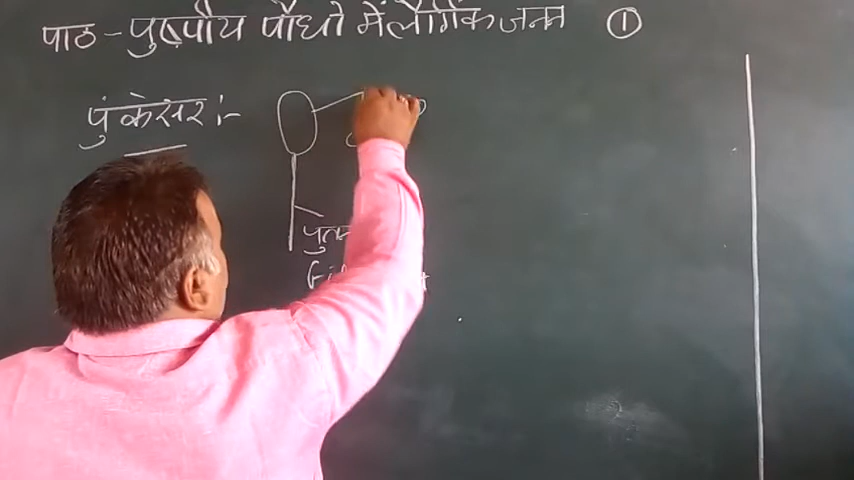 पाठ - पुष्पीय पौधों में लैंगिक जनन ①
पुंकेसर :-